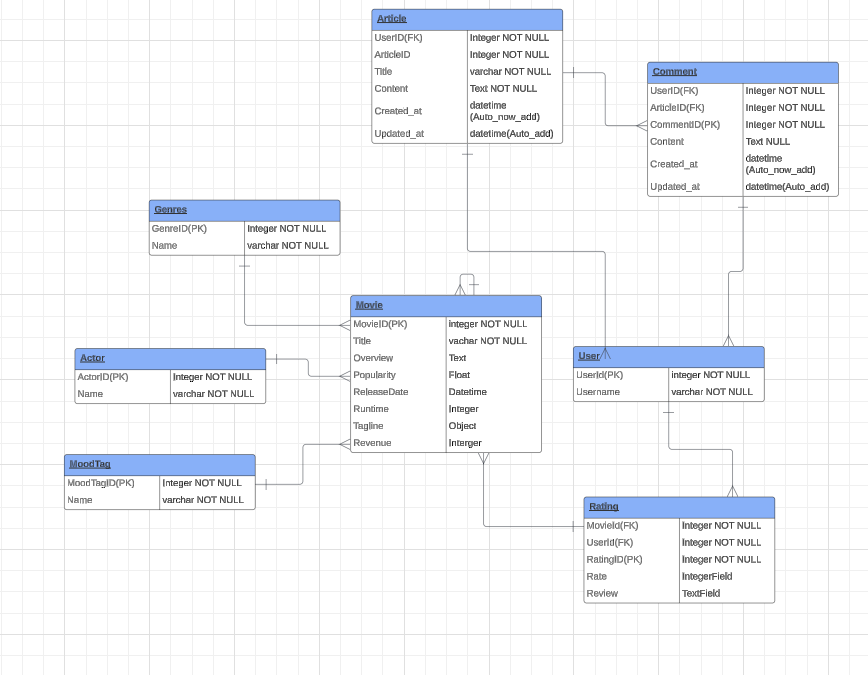 Article
UserID(FK) Integer NOT NULL
ArticleID Integer NOT NULL
Title varchar NOT NULL
Content Text NOT NULL
Created_at datetime
(Auto_now_add)
Updated_at datetime(Auto_add)
Comment
UserID(FK) Integer NOT NULL
ArticleID(FK) Integer NOT NULL
CommentID(PK) Integer NOT NULL
Content Text NULL
Created_at datetime
(Auto_now_add)
Updated_at datetime(Auto_add)
Genres
GenreID(PK) Integer NOT NULL
Name varchar NOT NULL
Movie
MovieID(PK) integer NOT NULL
Title vachar NOT NULL
Overview Text
Popularity Float
ReleaseDate Datetime
Runtime Integer
Tagline Object
Revenue Interger
Actor
ActorID(PK) Integer NOT NULL
Name varchar NOT NULL
User
UserId(PK) integer NOT NULL
Username varchar NOT NULL
MoodTag
MoodTagID(PK) Integer NOT NULL
Name varchar NOT NULL
Rating
MovieId(FK) Integer NOT NULL
UserId(FK) Integer NOT NULL
RatingID(PK) Integer NOT NULL
Rate IntegerField
Review TextField